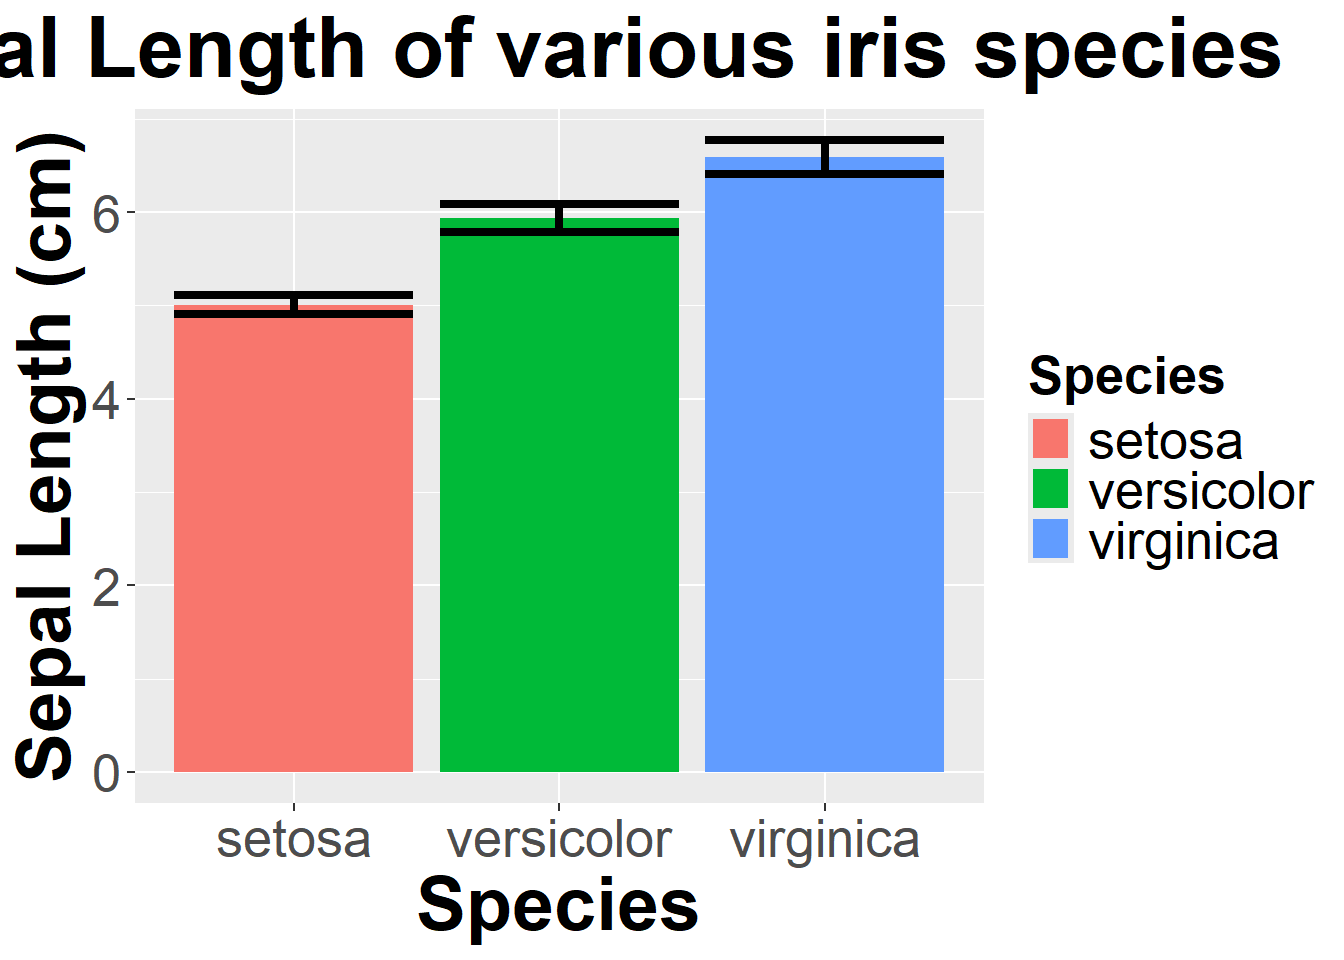 al Length of various iris species
Sepal Length (cm)
6
4
2
0
setosa versicolor virginica
Species
Species
setosa
versicolor
virginica